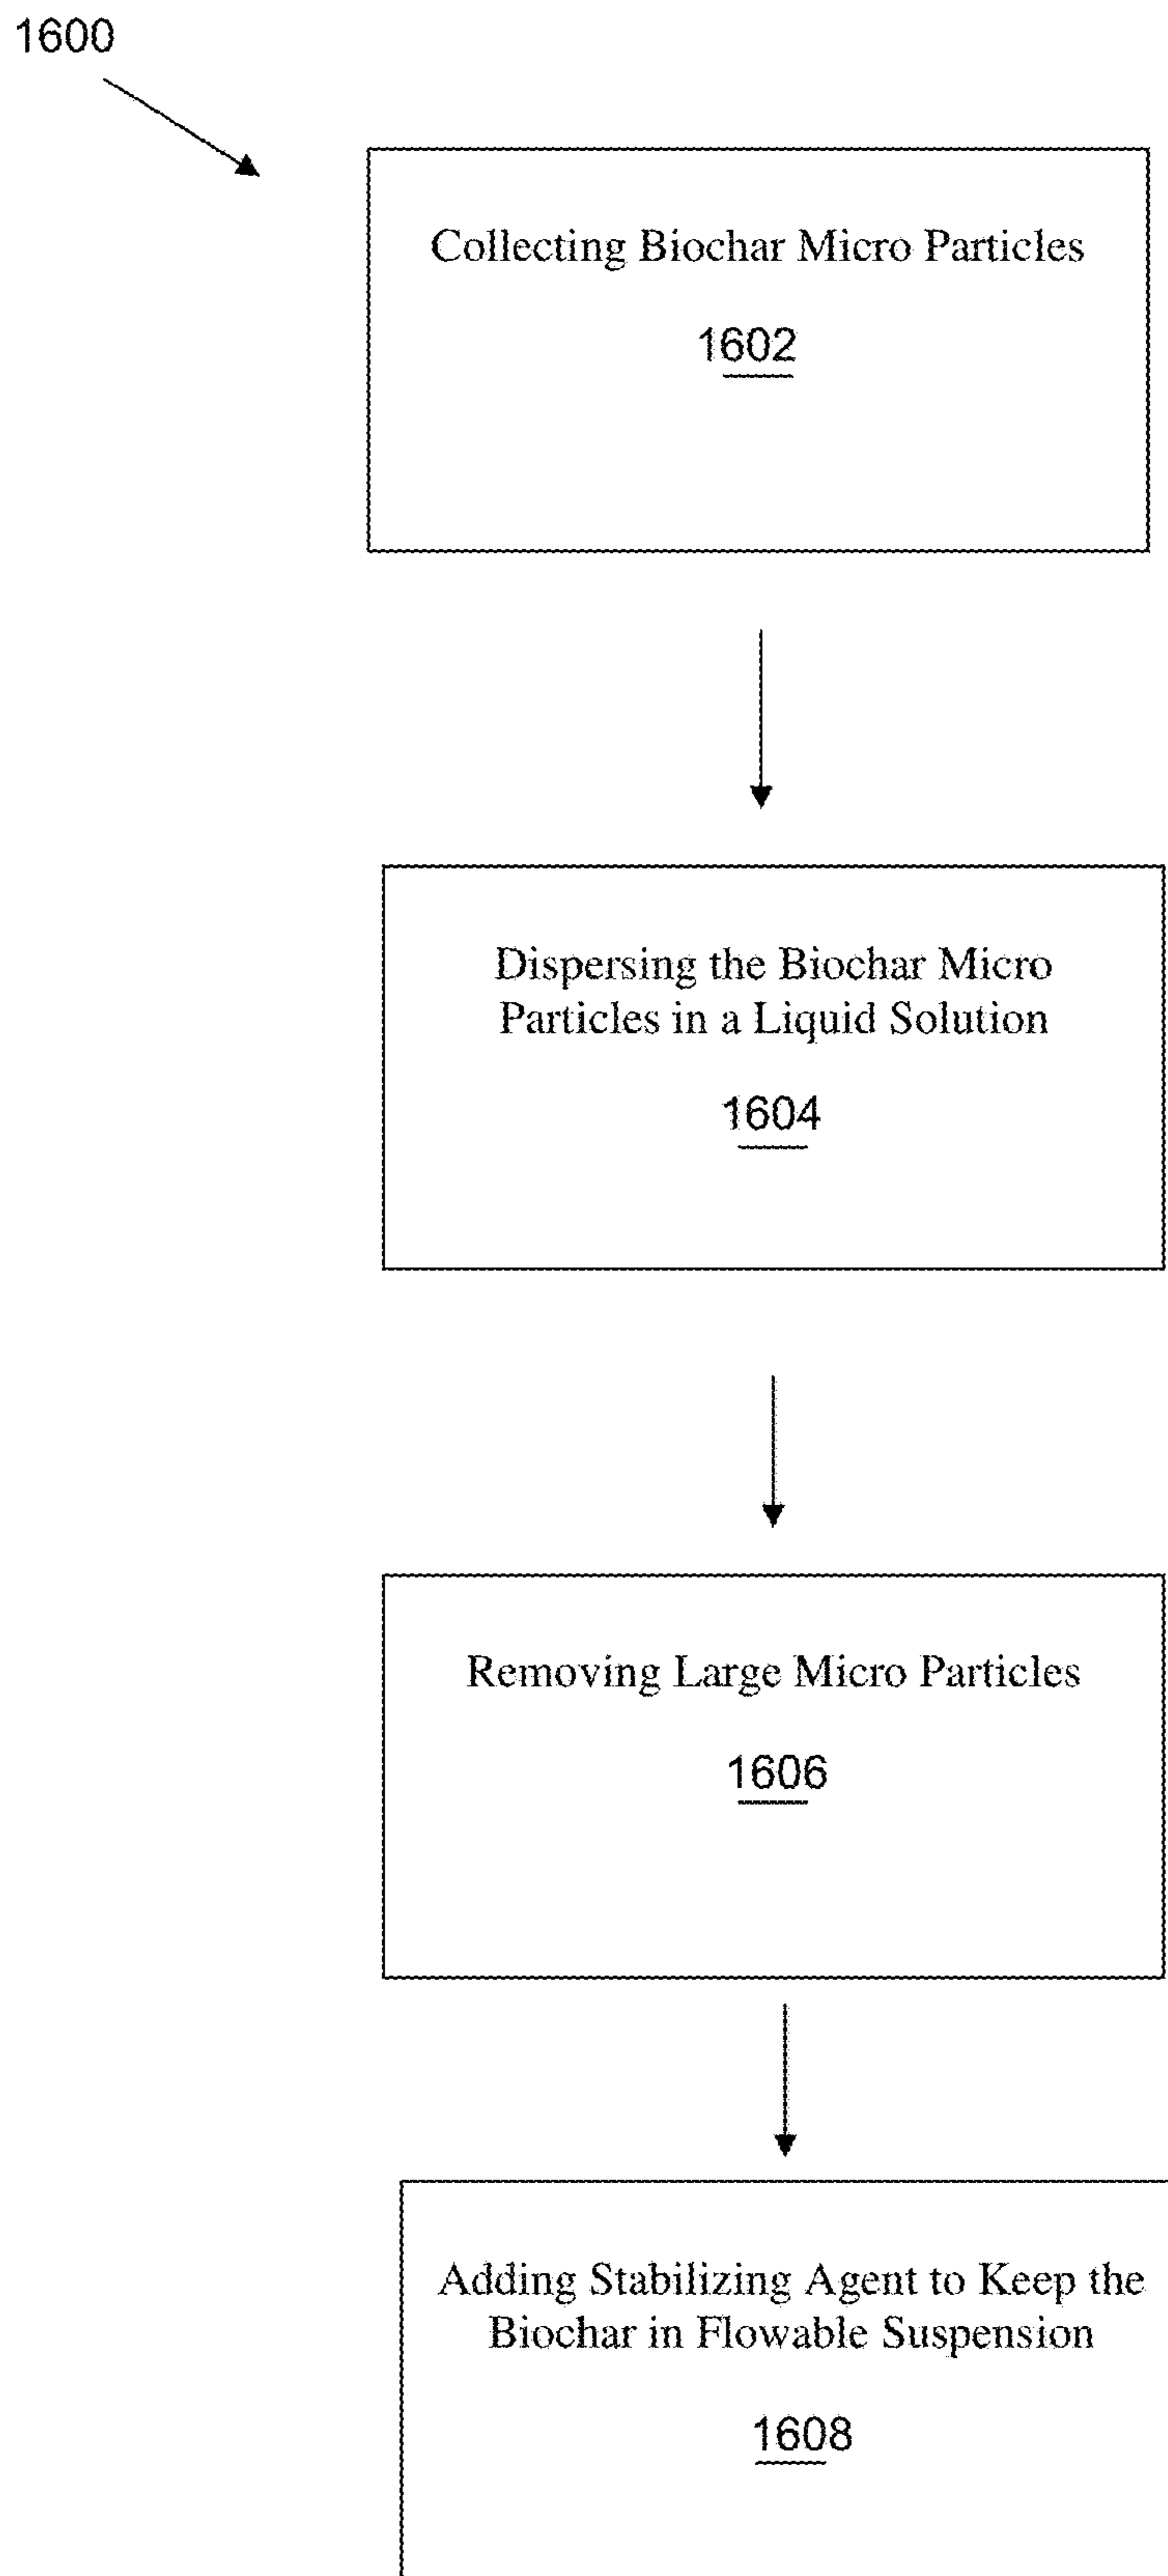 1600
Collecting Biochar Micro Particles
1602
Dispersing the Biochar Micro
Particles in a Liquid Solution
1604
Removing Large Micro Particles
1606
Adding Stabilizing Agent to Keep the
Biochar in Flowable Suspension
1608